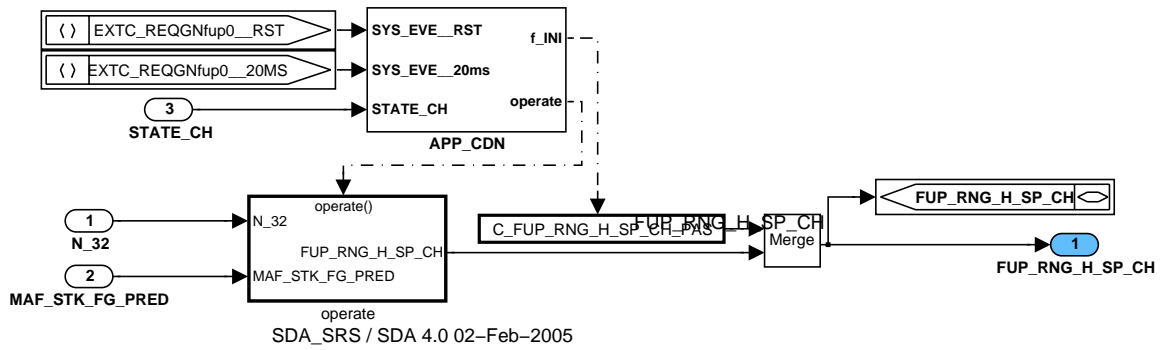 EXTC_REQGNfup0__RST
SYS_EVE__RST
f_INI
EXTC_REQGNfup0__20MS
SYS_EVE__20ms
operate
3
STATE_CH
STATE_CH
APP_CDN
operate()
FUP_RNG_H_SP_CH
1
N_32
N_32
C_FUP_RNG_H_SP_CH_PAS
FUP_RNG_H_SP_CH
Merge
FUP_RNG_H_SP_CH
1
FUP_RNG_H_SP_CH
2
MAF_STK_FG_PRED
MAF_STK_FG_PRED
operate
SDA_SRS / SDA 4.0 02–Feb–2005